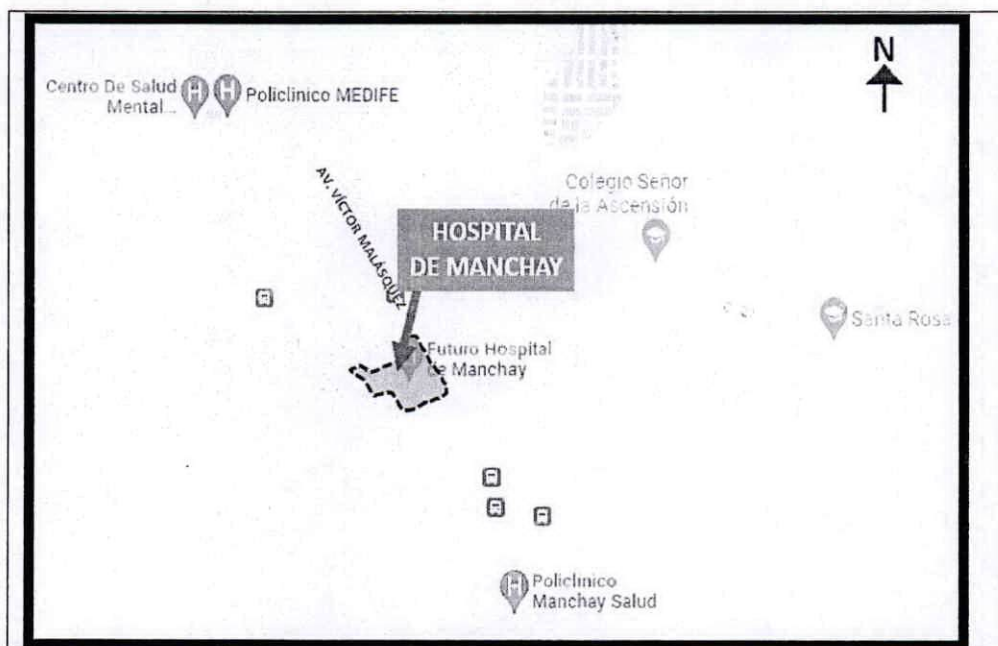 N
Centro De Salud
Mental...
Policlinico MEDIFE
AV. VÍCTOR MALÁSQUEZ
Colegio Señor
de la Ascensión
HOSPITAL
DE MANCHAY
Santa Rosa
Futuro Hospital
de Manchay
Policlinico
Manchay Salud